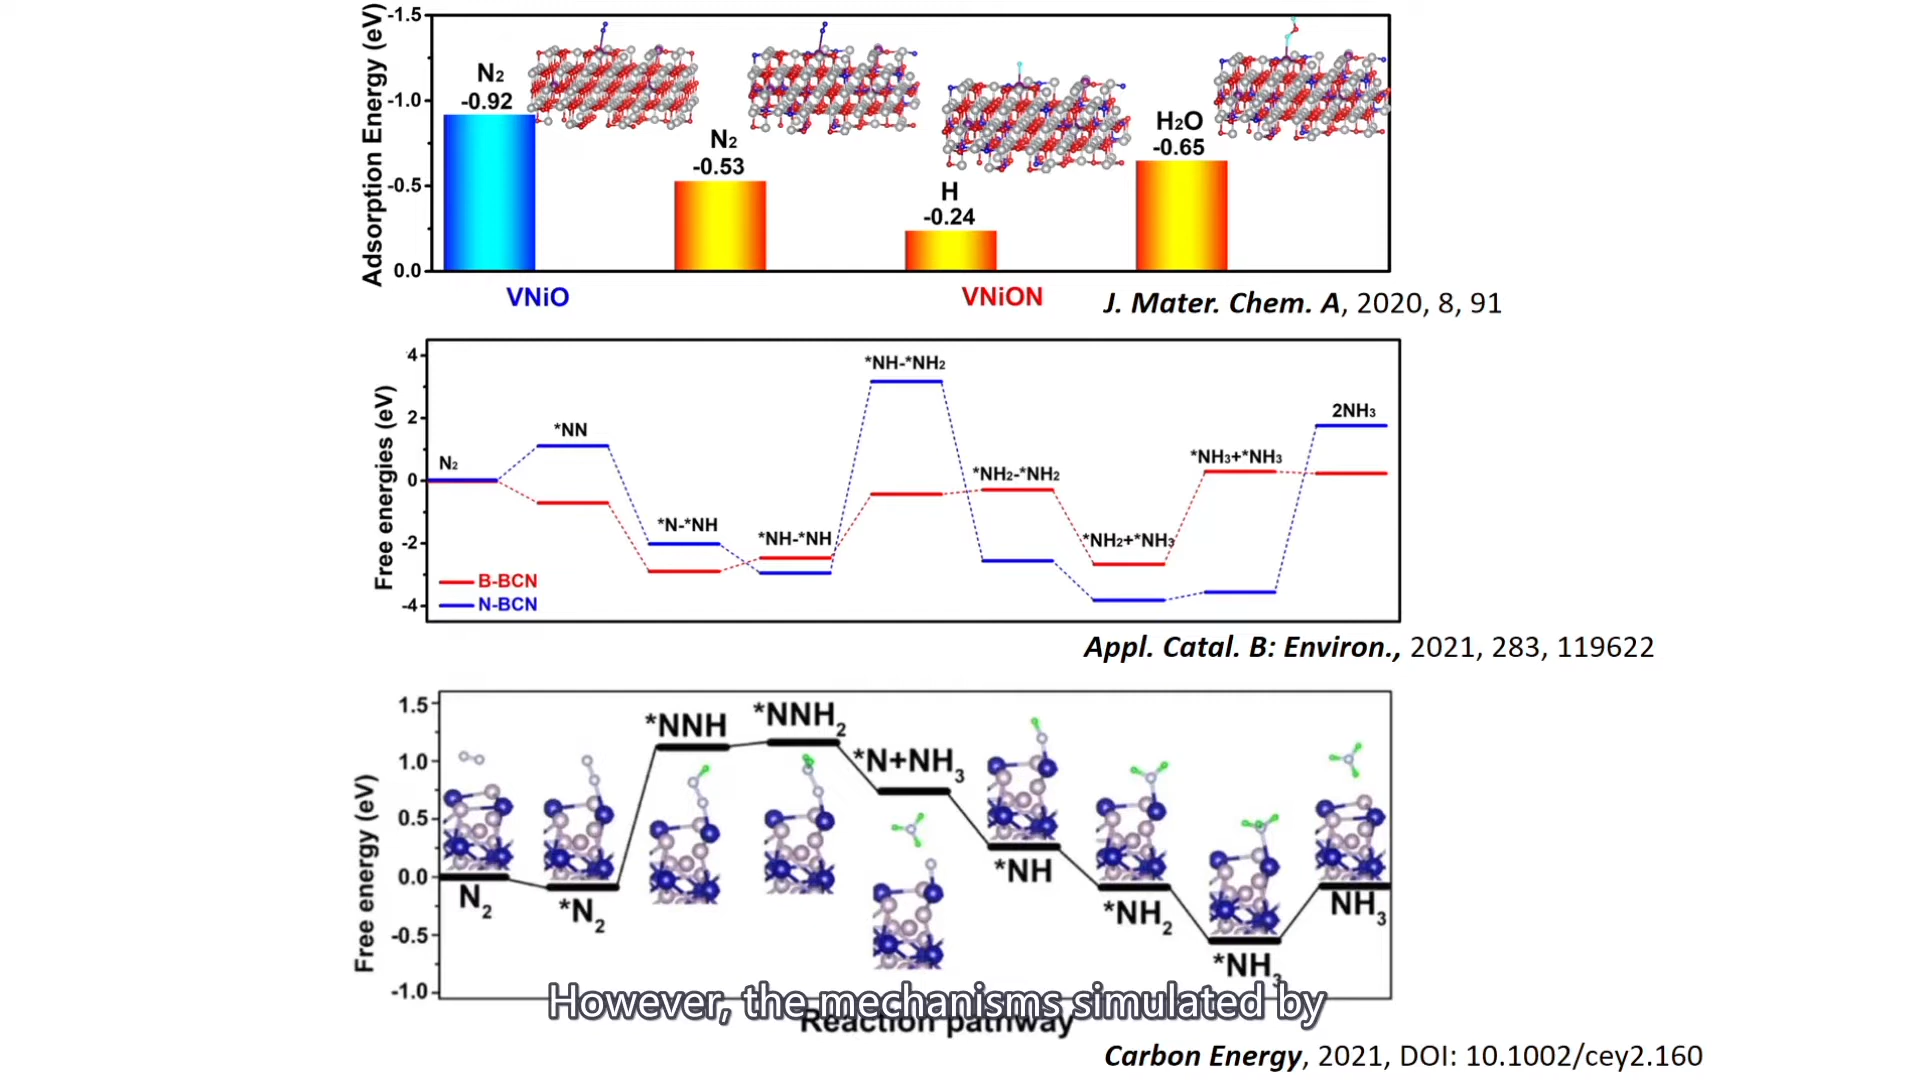 Adsorption Energy (eV)
-1.5
-1.0
-0.5
0.0
N2
-0.92
N2
-0.53
H
-0.24
H2O
-0.65
VNiO
VNiON
J. Mater. Chem. A, 2020, 8, 91
Free energies (eV)
4
2
0
-2
-4
N2
*NN
*N-*NH
*NH-*NH
*NH-*NH2
*NH2-*NH2
*NH2+*NH3
*NH3+*NH3
2NH3
B-BCN
N-BCN
Appl. Catal. B: Environ., 2021, 283, 119622
Free energy (eV)
1.5
1.0
0.5
0.0
-0.5
-1.0
N2
*N2
*NNH
*NNH2
*N+NH3
*NH
*NH2
*NH3
NH3
However, the mechanisms simulated by
Reaction pathway
Carbon Energy, 2021, DOI: 10.1002/cey2.160